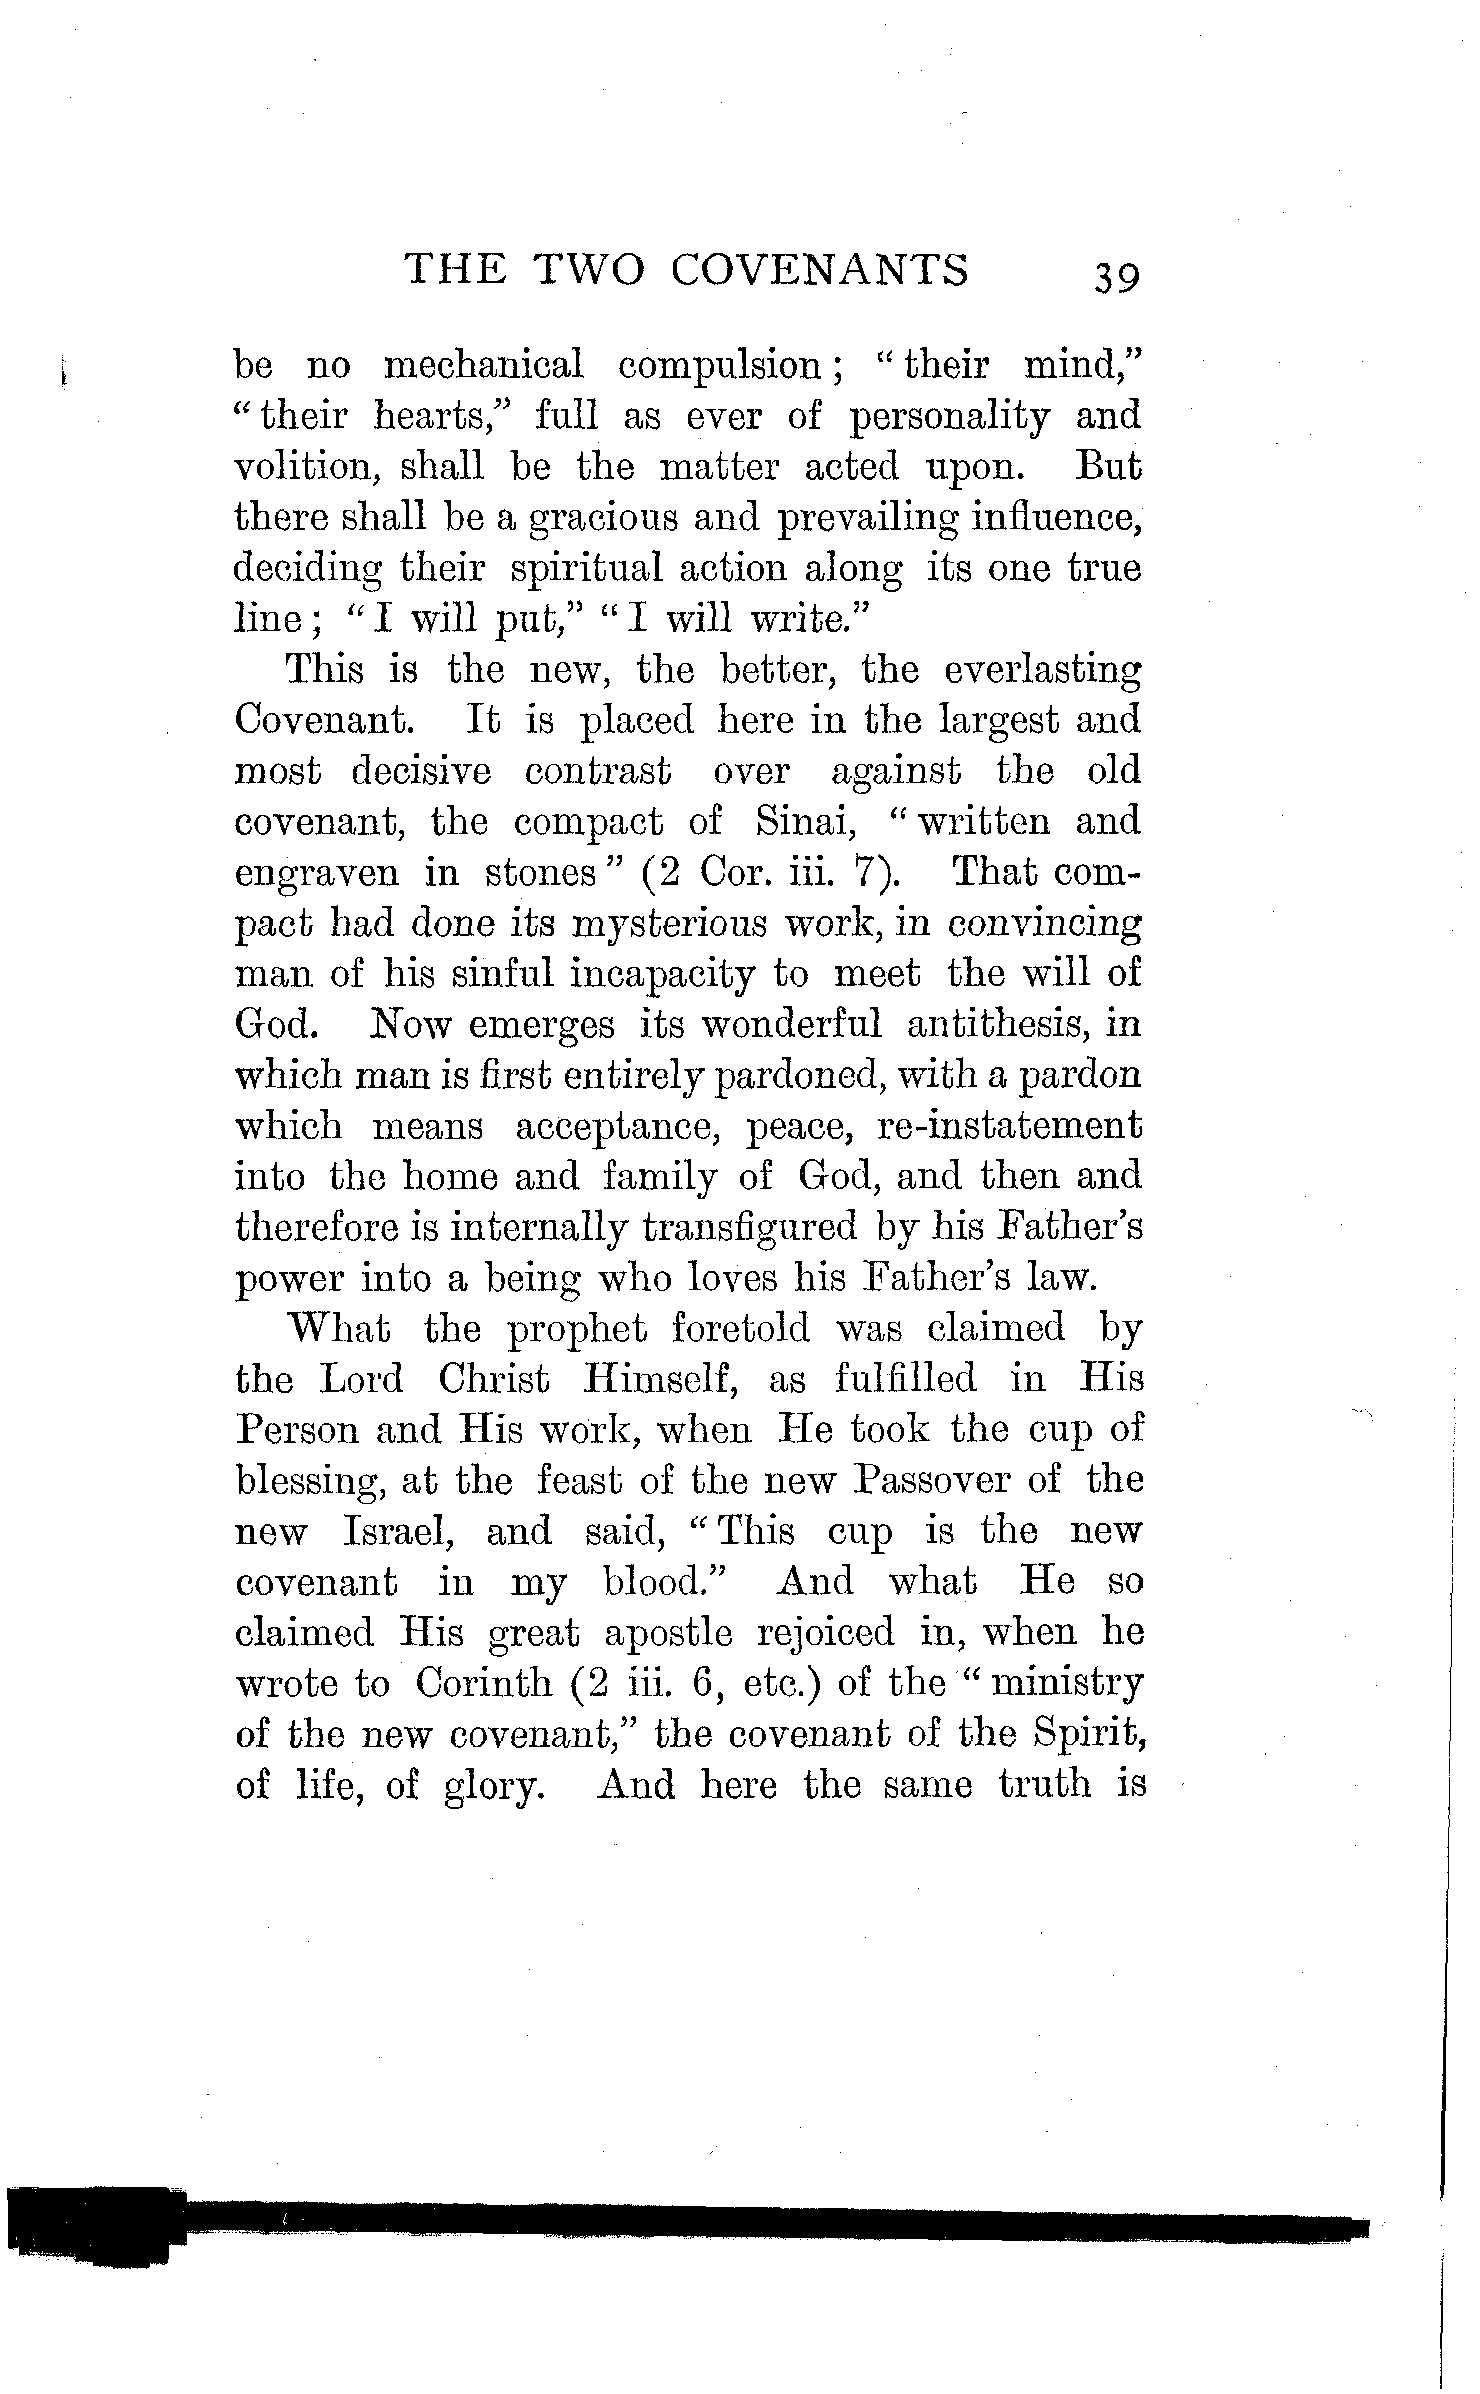 THE TWO COVENANTS 39
be no mechanical compulsion; "their mind,"
"their hearts," full as ever of personality and
volition, shall be the matter acted upon. But
there shall be a gracious and prevailing influence,
deciding their spiritual action along its one true
line; "I will put," "I will write."
This is the new, the better, the everlasting
Covenant. It is placed here in the largest and
most decisive contrast over against the old
covenant, the compact of Sinai, "written and
engraven in stones" (2 Cor. iii. 7). That com-
pact had done its mysterious work, in convincing
man of his sinful incapacity to meet the will of
God. Now emerges its wonderful antithesis, in
which man is first entirely pardoned, with a pardon
which means acceptance, peace, re-instatement
into the home and family of God, and then and
therefore is internally transfigured by his Father's
power into a being who loves his Father's law.
What the prophet foretold was claimed by
the Lord Christ Himself, as fulfilled in His
Person and His work, when He took the cup of
blessing, at the feast of the new Passover of the
new Israel, and said, "This cup is the new
covenant in my blood." And what He so
claimed His great apostle rejoiced in, when he
wrote to Corinth (2 iii. 6, etc.) of the "ministry
of the new covenant," the covenant of the Spirit,
of life, of glory. And here the same truth is